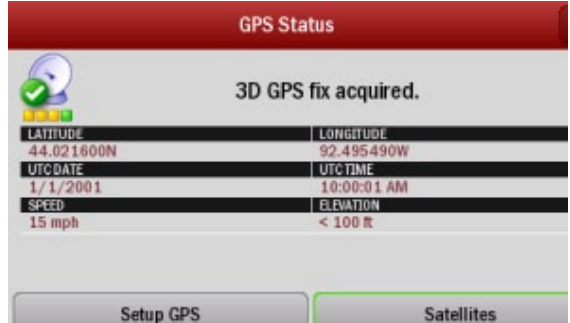 GPS Status
3D GPS fix acquired.
LATITUDE LONGITUDE
44.021600N 92.495490W
UTC DATE UTC TIME
1/1/2001 10:00:01 AM
SPEED ELEVATION
15 mph < 100 ft
Setup GPS Satellites